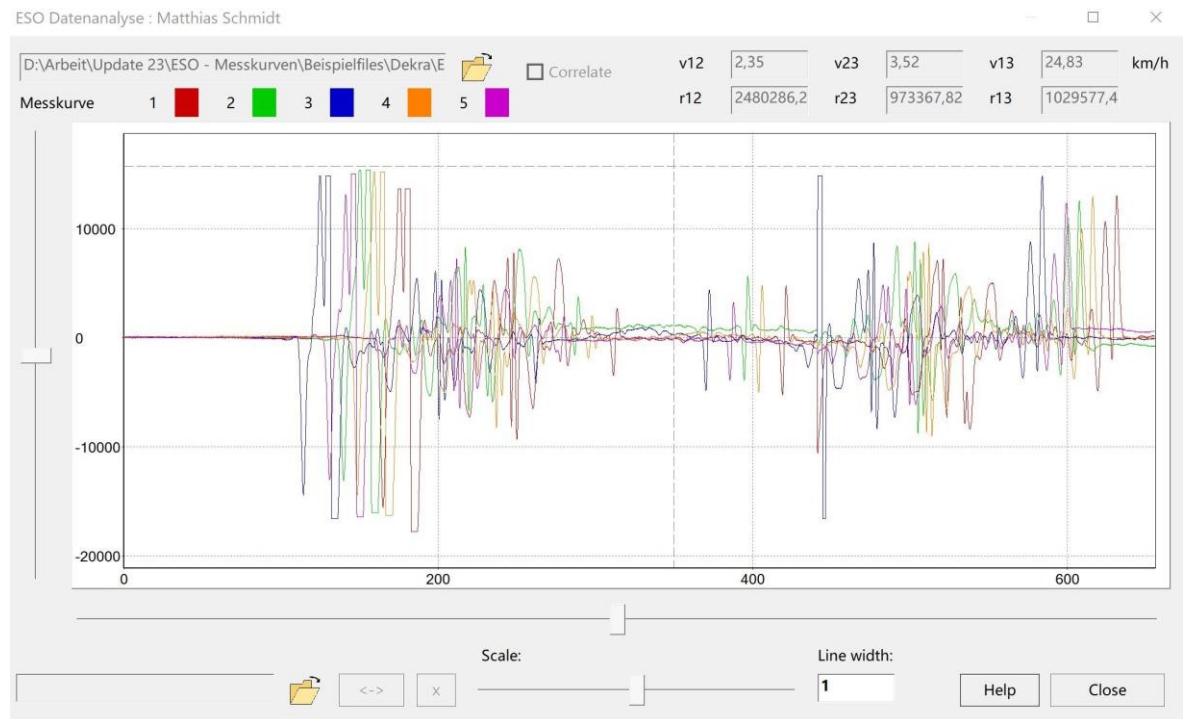 ESO Datenanalyse : Matthias Schmidt
D:\Arbeit\Update 23\ESO - Messkurven\Beispielfiles\Dekra\E
Correlate
v12 2,35 v23 3,52 v13 24,83 km/h
Messkurve 1 2 3 4 5
r12 2480286,2 r23 973367,82 r13 1029577,4
10000
0
-10000
-20000
0 200 400 600
Scale:
Line width:
<-> x
1
Help
Close